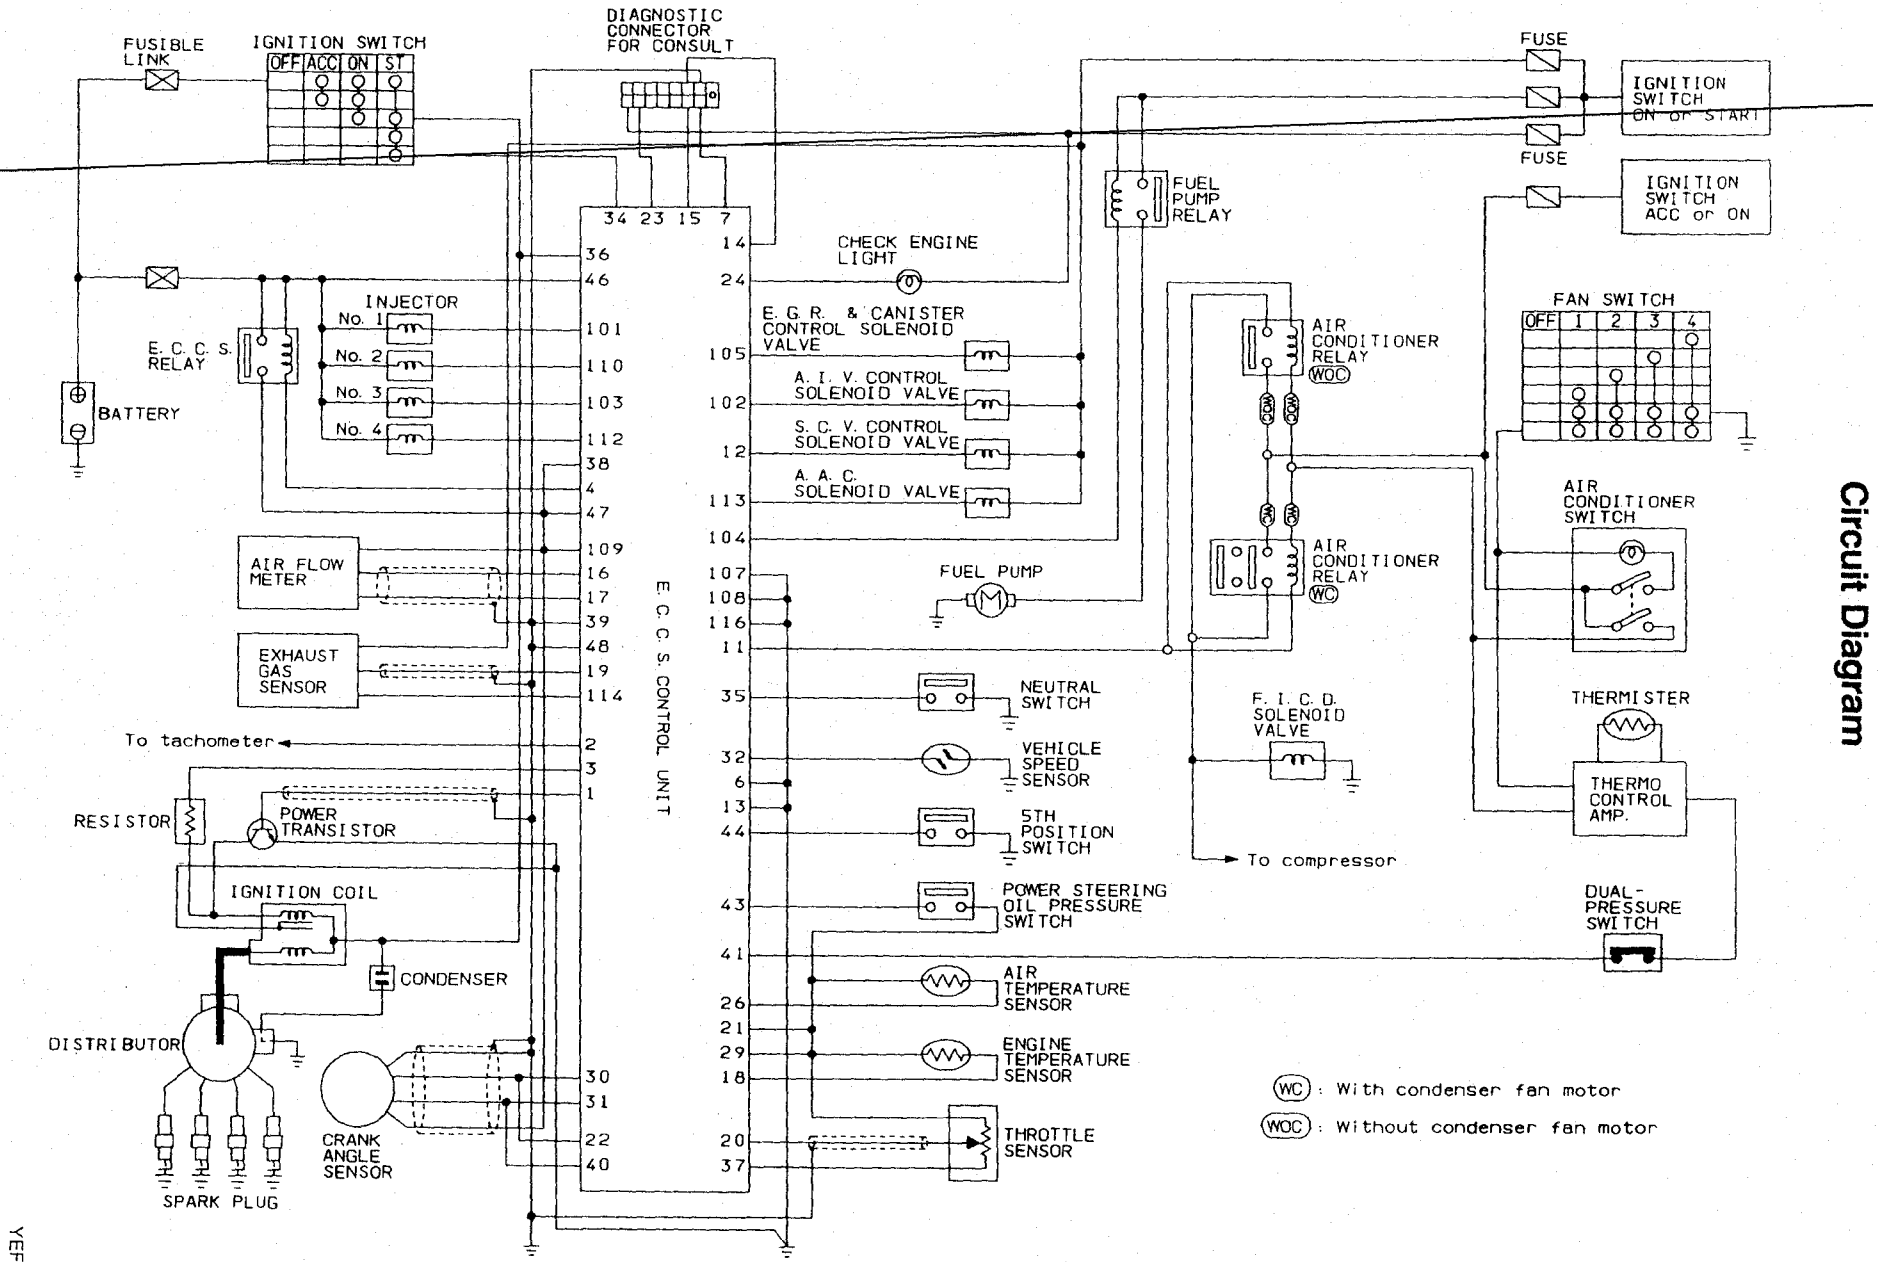 DIAGNOSTIC
CONNECTOR
FOR CONSULT
FUSIBLE
LINK
IGNITION SWITCH
OFF ACC ON ST
FUSE
IGNITION
SWITCH
ON or START
FUSE
IGNITION
SWITCH
ACC or ON
FUEL
PUMP
RELAY
34 23 15 7
14
36
46
24
CHECK ENGINE
LIGHT
INJECTOR
No. 1
101
No. 2
110
No. 3
103
No. 4
112
E. C. C. S.
RELAY
BATTERY
38
4
47
E. G. R. & CANISTER
CONTROL SOLENOID
VALVE
105
A. I. V. CONTROL
SOLENOID VALVE
102
S. C. V. CONTROL
SOLENOID VALVE
12
A. A. C.
SOLENOID VALVE
113
104
AIR
CONDITIONER
RELAY
WOC
WOC WOC
WC WC
AIR
CONDITIONER
RELAY
WC
FAN SWITCH
OFF 1 2 3 4
AIR
CONDITIONER
SWITCH
Circuit Diagram
AIR FLOW
METER
109
16
17
39
48
EXHAUST
GAS
SENSOR
19
114
E. C. C. S. CONTROL UNIT
107
108
116
11
FUEL PUMP
M
35
NEUTRAL
SWITCH
To tachometer
2
3
1
32
VEHICLE
SPEED
SENSOR
6
13
44
5TH
POSITION
SWITCH
F. I. C. D.
SOLENOID
VALVE
THERMISTER
THERMO
CONTROL
AMP.
To compressor
RESISTOR
POWER
TRANSISTOR
IGNITION COIL
43
POWER STEERING
OIL PRESSURE
SWITCH
DUAL-
PRESSURE
SWITCH
41
CONDENSER
AIR
TEMPERATURE
SENSOR
26
21
DISTRIBUTOR
29
ENGINE
TEMPERATURE
SENSOR
18
30
31
22
40
CRANK
ANGLE
SENSOR
20
37
THROTTLE
SENSOR
SPARK PLUG
WC : With condenser fan motor
WOC : Without condenser fan motor
YEF